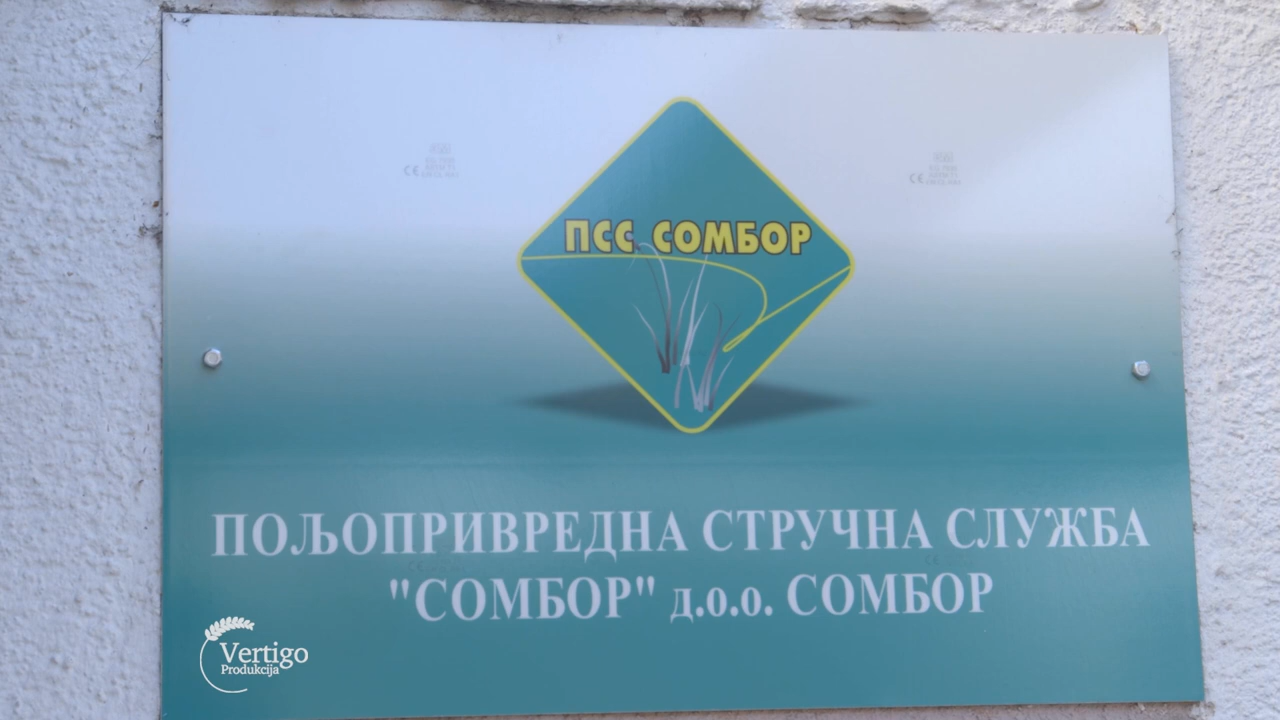 ПСС СОМБОР
ПОЉОПРИВРЕДНА СТРУЧНА СЛУЖБА
"СОМБОР" д.о.о. СОМБОР
Vertigo
Produkcija